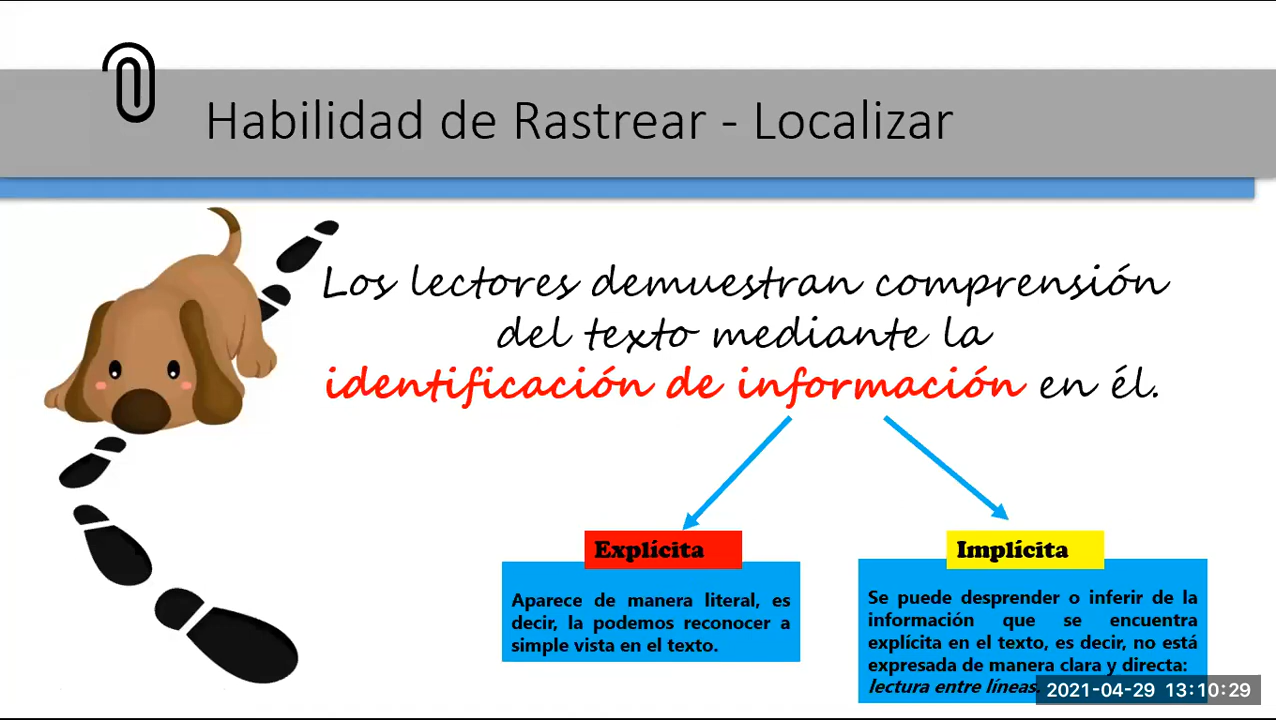 Habilidad de Rastrear - Localizar
Los lectores demuestran comprensión
del texto mediante la
identificación de información en él.
Explícita
Aparece de manera literal, es
decir, la podemos reconocer a
simple vista en el texto.
Implícita
Se puede desprender o inferir de la
información que se encuentra
explícita en el texto, es decir, no está
expresada de manera clara y directa:
lectura entre líneas.
2021-04-29 13:10:29